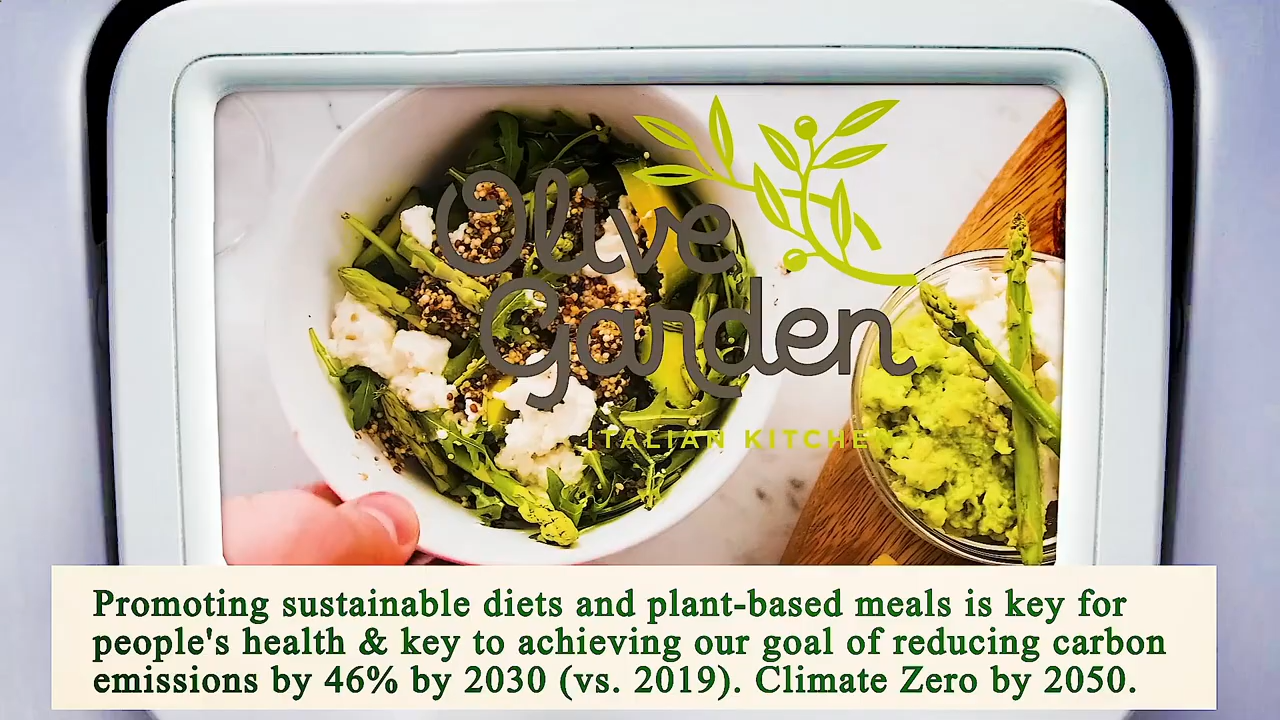 Olive
Garden
ITALIAN KITCHEN
Promoting sustainable diets and plant-based meals is key for
people's health & key to achieving our goal of reducing carbon
emissions by 46% by 2030 (vs. 2019). Climate Zero by 2050.